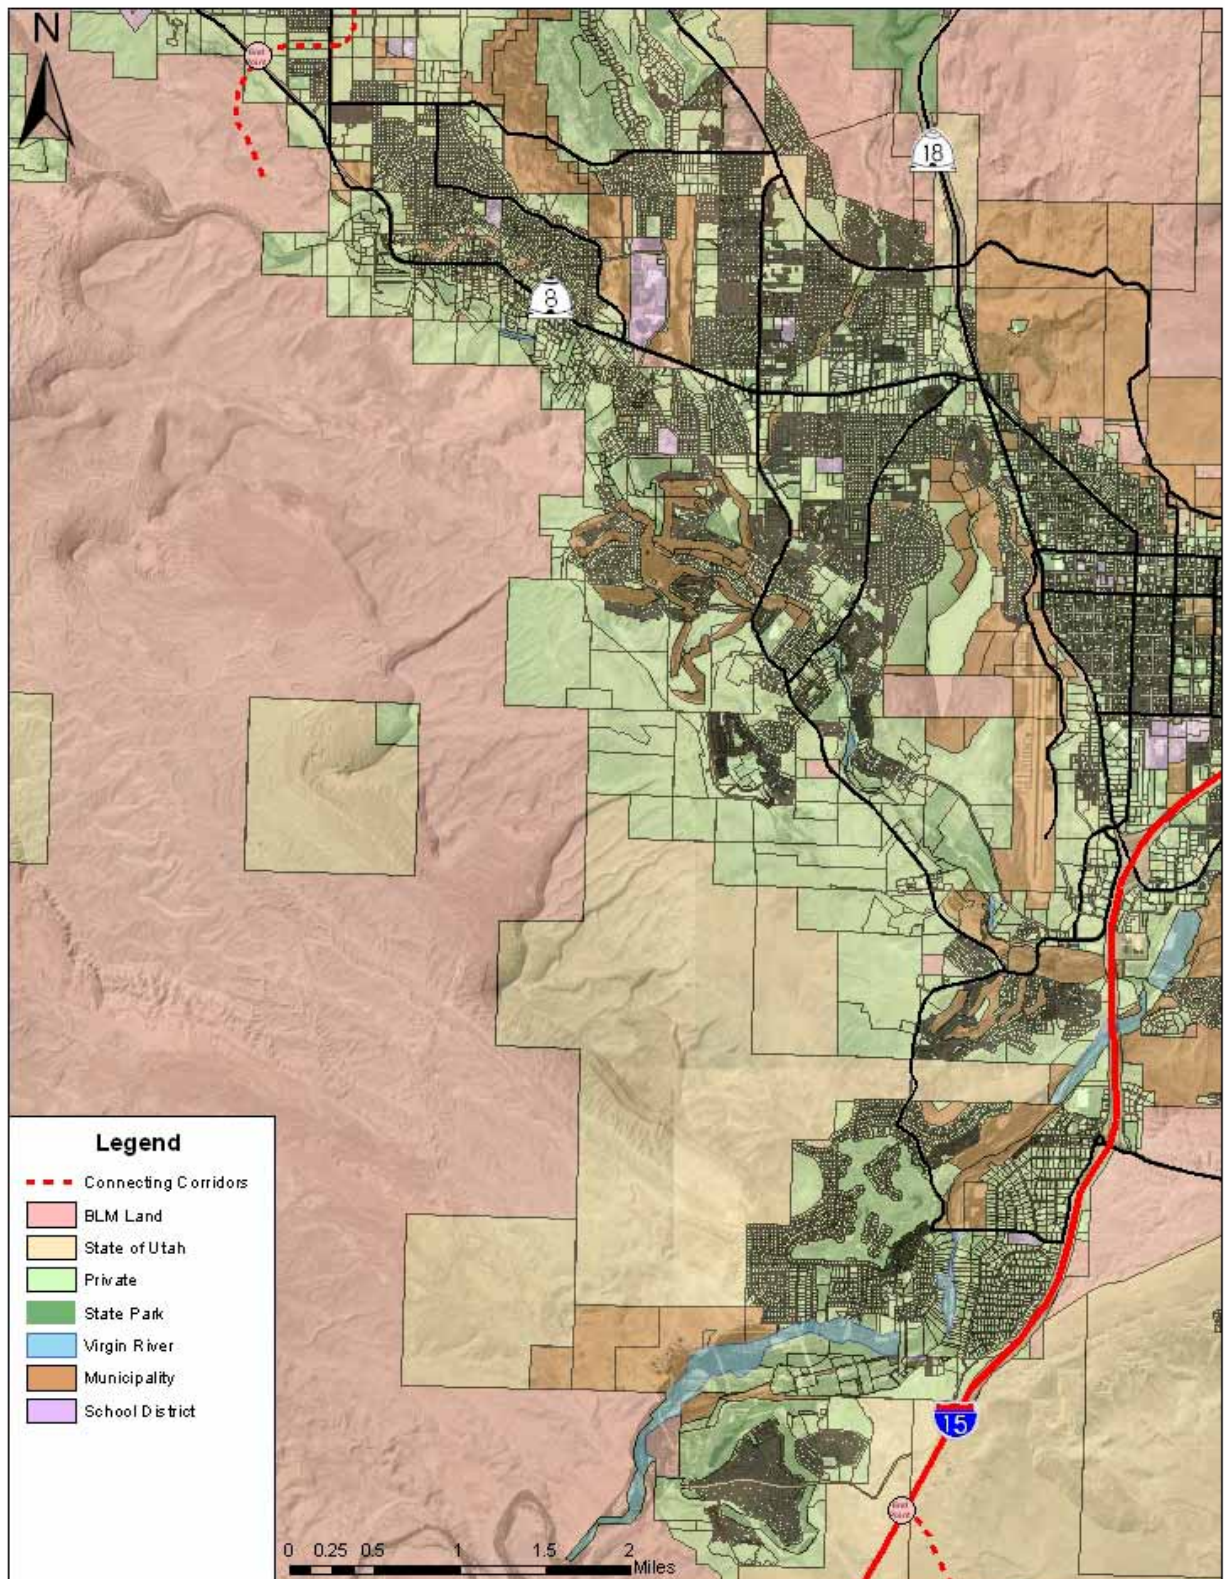 N
18
8
15
Legend
Connecting Corridors
BLM Land
State of Utah
Private
State Park
Virgin River
Municipality
School District
0 0.25 0.5 1 1.5 2
Miles